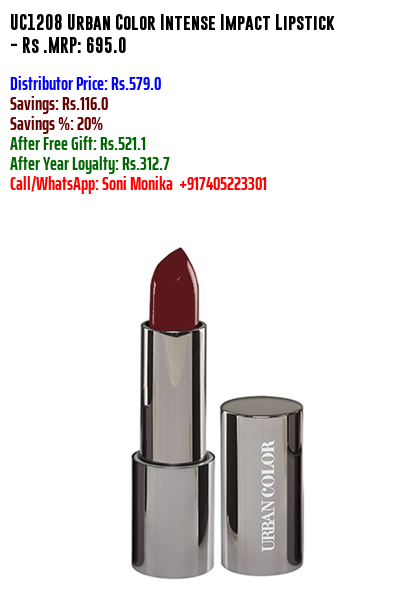 UC1208 Urban Color Intense Impact Lipstick
- Rs .MRP: 695.0
Distributor Price: Rs.579.0
Savings: Rs.116.0
Savings %: 20%
After Free Gift: Rs.521.1
After Year Loyalty: Rs.312.7
Call/WhatsApp: Soni Monika +917405223301
URBAN COLOR